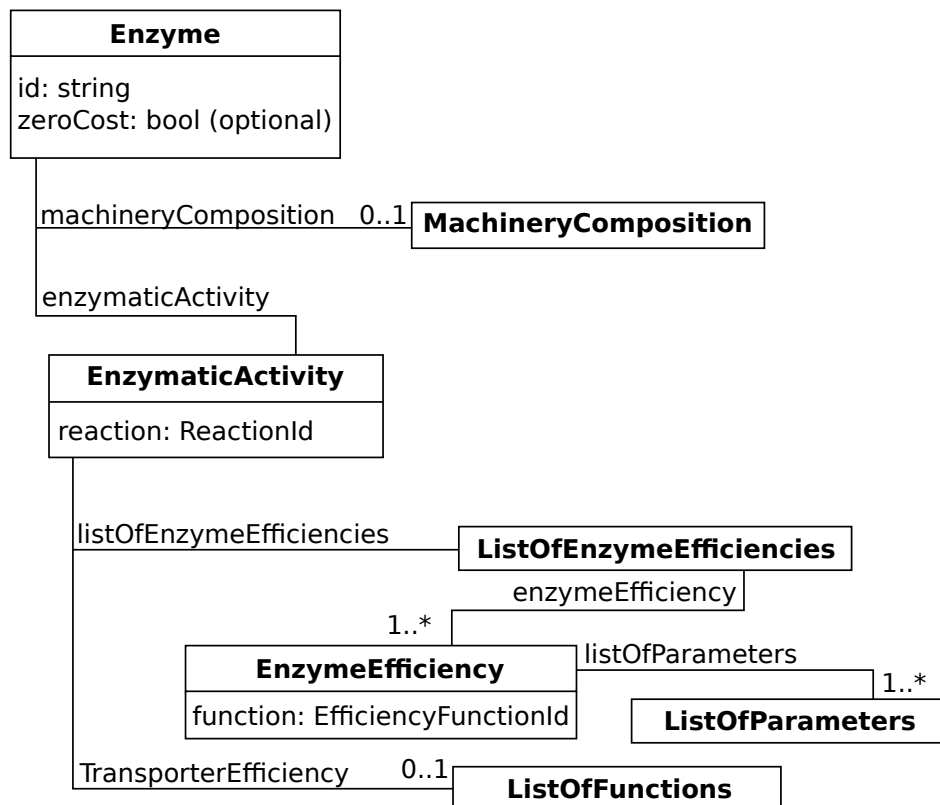 Enzyme
id: string
zeroCost: bool (optional)
machineryComposition 0..1
MachineryComposition
enzymaticActivity
EnzymaticActivity
reaction: ReactionId
listOfEnzymeEfficiencies
ListOfEnzymeEfficiencies
enzymeEfficiency
1..*
EnzymeEfficiency
listOfParameters
function: EfficiencyFunctionId
1..*
ListOfParameters
TransporterEfficiency 0..1
ListOfFunctions